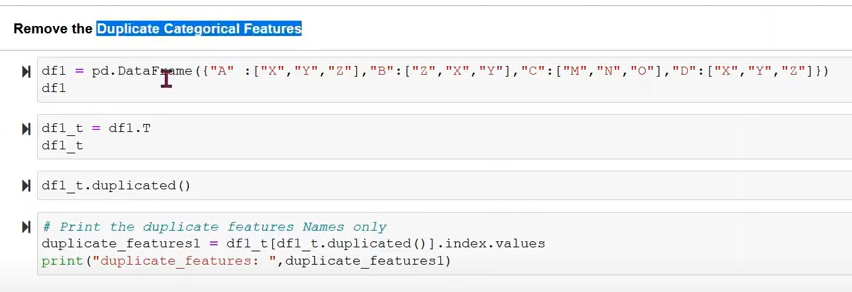 Remove the Duplicate Categorical Features
df1 = pd.DataFrame({"A" :["X","Y","Z"],"B":["Z","X","Y"],"C":["M","N","O"],"D":["X","Y","Z"]})
df1
df1_t = df1.T
df1_t
df1_t.duplicated()
# Print the duplicate features Names only
duplicate_features1 = df1_t[df1_t.duplicated()].index.values
print("duplicate_features: ",duplicate_features1)